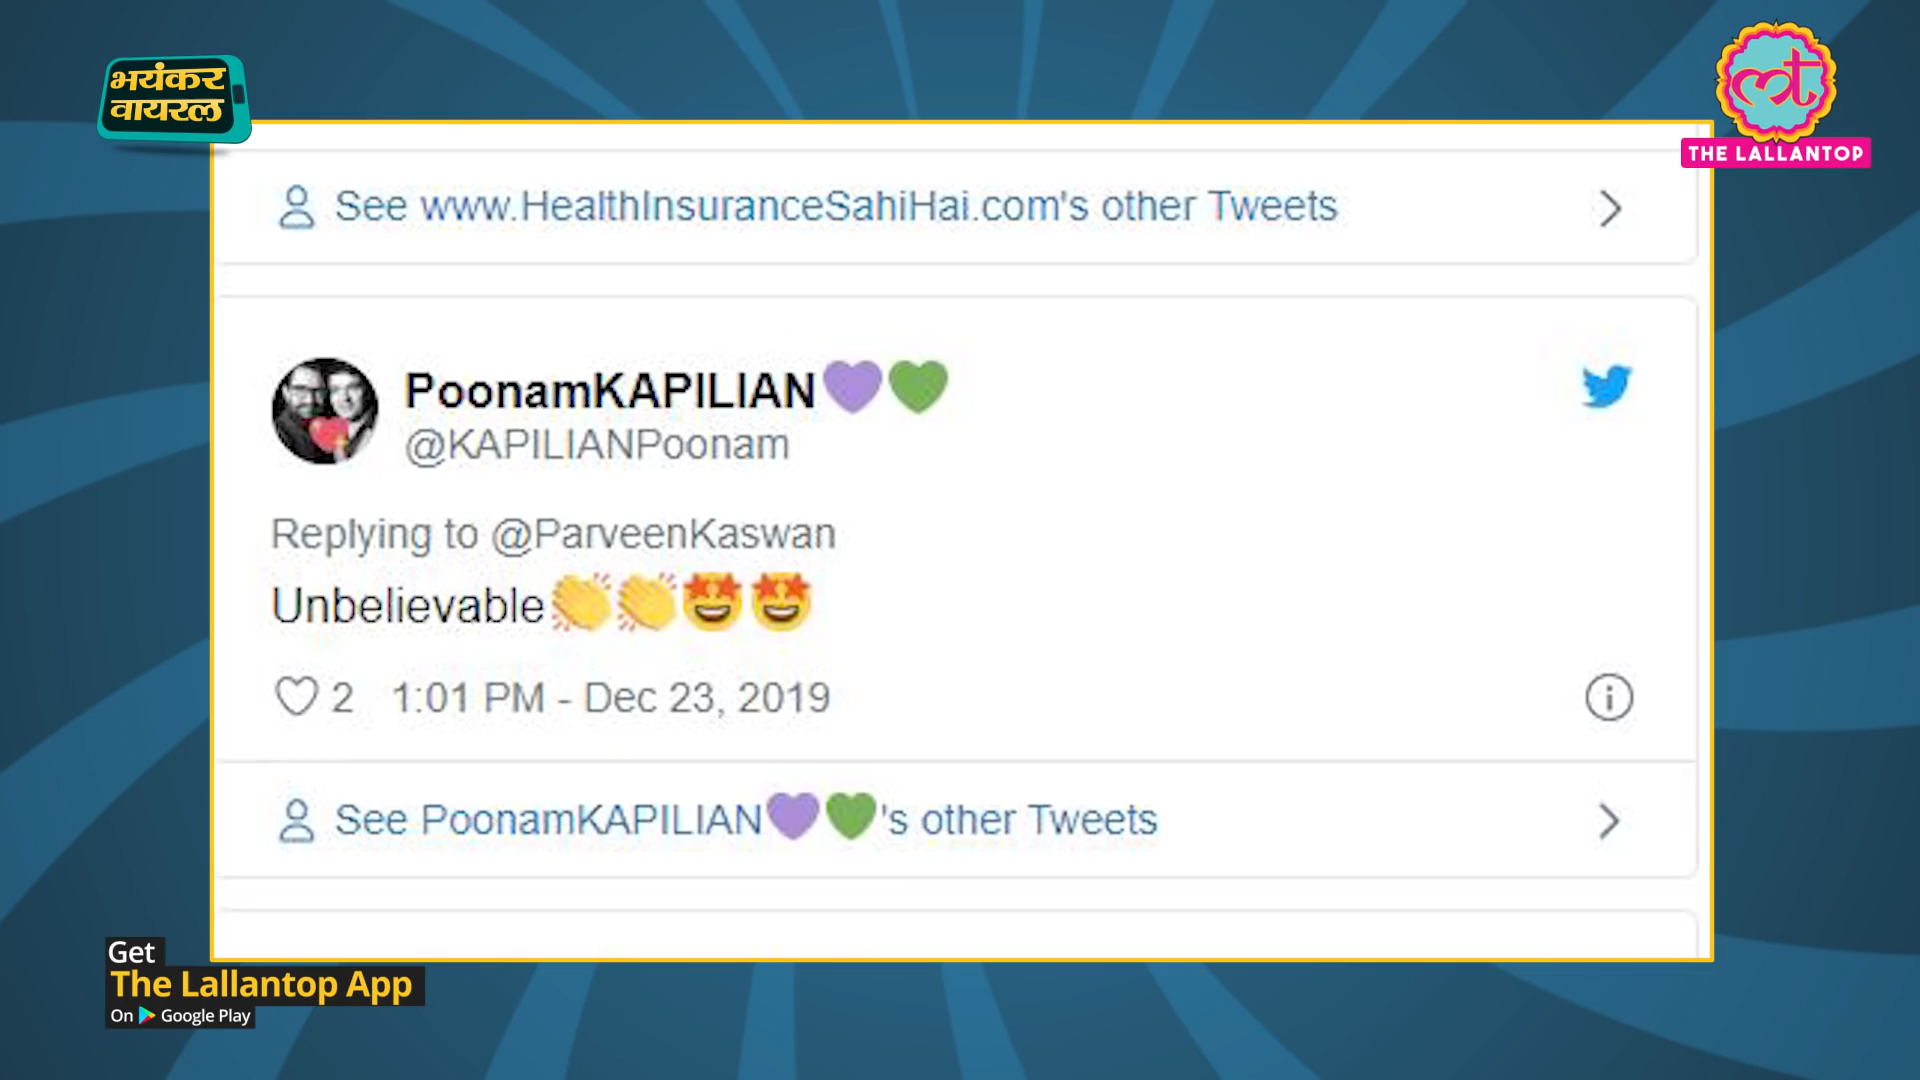 भयंकर
वायरल
THE LALLANTOP
See www.HealthInsuranceSahiHai.com's other Tweets
PoonamKAPILIAN💜💚
@KAPILIANPoonam
Replying to @ParveenKaswan
Unbelievable👏👏🤩🤩
2 1:01 PM - Dec 23, 2019
See PoonamKAPILIAN💜💚's other Tweets
Get
The Lallantop App
On Google Play